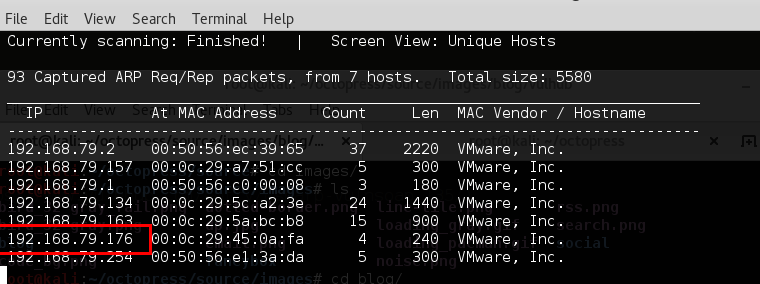 File Edit View Search Terminal Help
Currently scanning: Finished! | Screen View: Unique Hosts
93 Captured ARP Req/Rep packets, from 7 hosts. Total size: 5580
IP At MAC Address Count Len MAC Vendor / Hostname
192.168.79.2 00:50:56:ec:39:65 37 2220 VMware, Inc.
192.168.79.157 00:0c:29:a7:51:cc 5 300 VMware, Inc.
192.168.79.1 00:50:56:c0:00:08 3 180 VMware, Inc.
192.168.79.134 00:0c:29:5c:a2:3e 24 1440 VMware, Inc.
192.168.79.163 00:0c:29:5a:bc:b8 15 900 VMware, Inc.
192.168.79.176 00:0c:29:45:0a:fa 4 240 VMware, Inc.
192.168.79.254 00:50:56:e1:3a:da 5 300 VMware, Inc.
root@kali:~/octopress/source/images# cd blog/